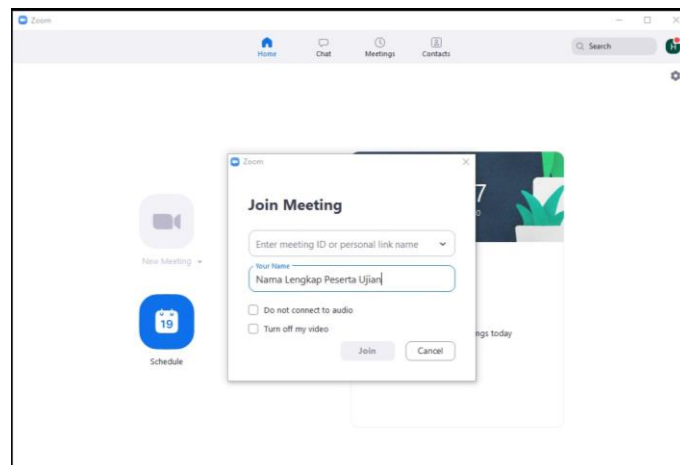 Zoom
Home
Chat
Meetings
Contacts
Search
H
Zoom
Join Meeting
Enter meeting ID or personal link name
Your Name
Nama Lengkap Peserta Ujian
Do not connect to audio
Turn off my video
Join
Cancel
New Meeting
19
Schedule
7
ngs today